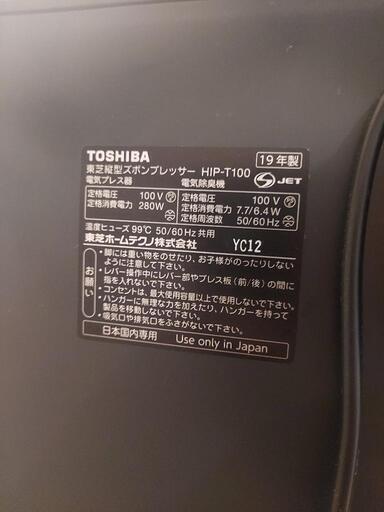 TOSHIBA
19年製
東芝縦型ズボンプレッサー HIP-T100
S JET
電気プレス器
電気除臭機
定格電圧 100V
定格消費電力 280W
定格電圧 100V
定格消費電力 7.7/6.4W
定格周波数 50/60Hz
温度ヒューズ 99℃ 50/60Hz 共用
東芝ホームテクノ株式会社
YC12
お願い
・脚には重い物をのせたり、お子様がのったりしない
ように注意して下さい。
・レバー操作中にレバー部やプレス板(前/後)の間に
指を入れないで下さい。
・コンセントは、最大使用容量以上で使用しないで下さい。
・ハンガーに無理な力を加えたり、ハンガーを持って
製品を移動しないで下さい。
・吸気口や排気口をふさがないで下さい。
日本国内専用
Use only in Japan